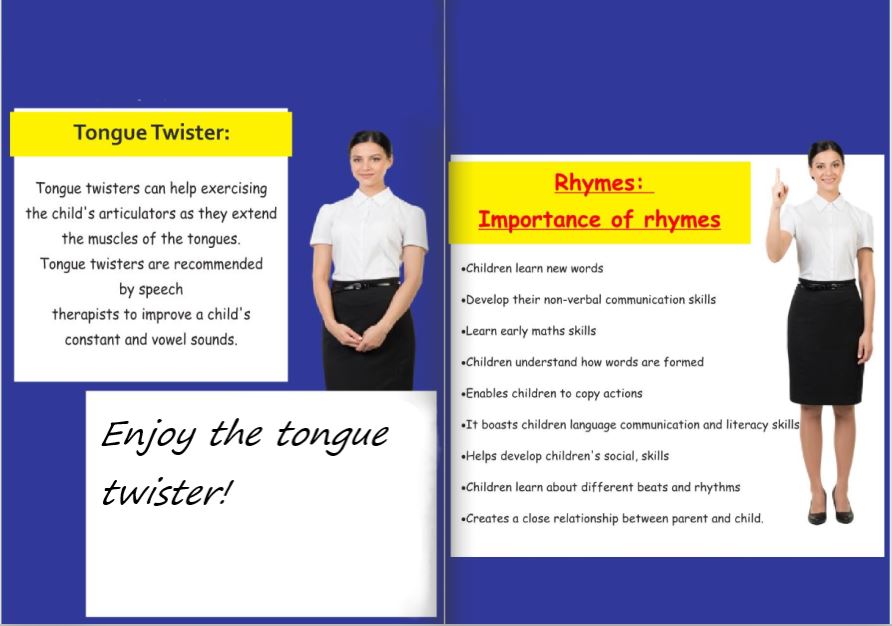 Tongue Twister:
Tongue twisters can help exercising
the child's articulators as they extend
the muscles of the tongues.
Tongue twisters are recommended
by speech
therapists to improve a child's
constant and vowel sounds.
Enjoy the tongue
twister!
Rhymes:
Importance of rhymes
•Children learn new words
•Develop their non-verbal communication skills
•Learn early maths skills
•Children understand how words are formed
•Enables children to copy actions
•It boasts children language communication and literacy skills
•Helps develop children's social, skills
•Children learn about different beats and rhythms
•Creates a close relationship between parent and child.